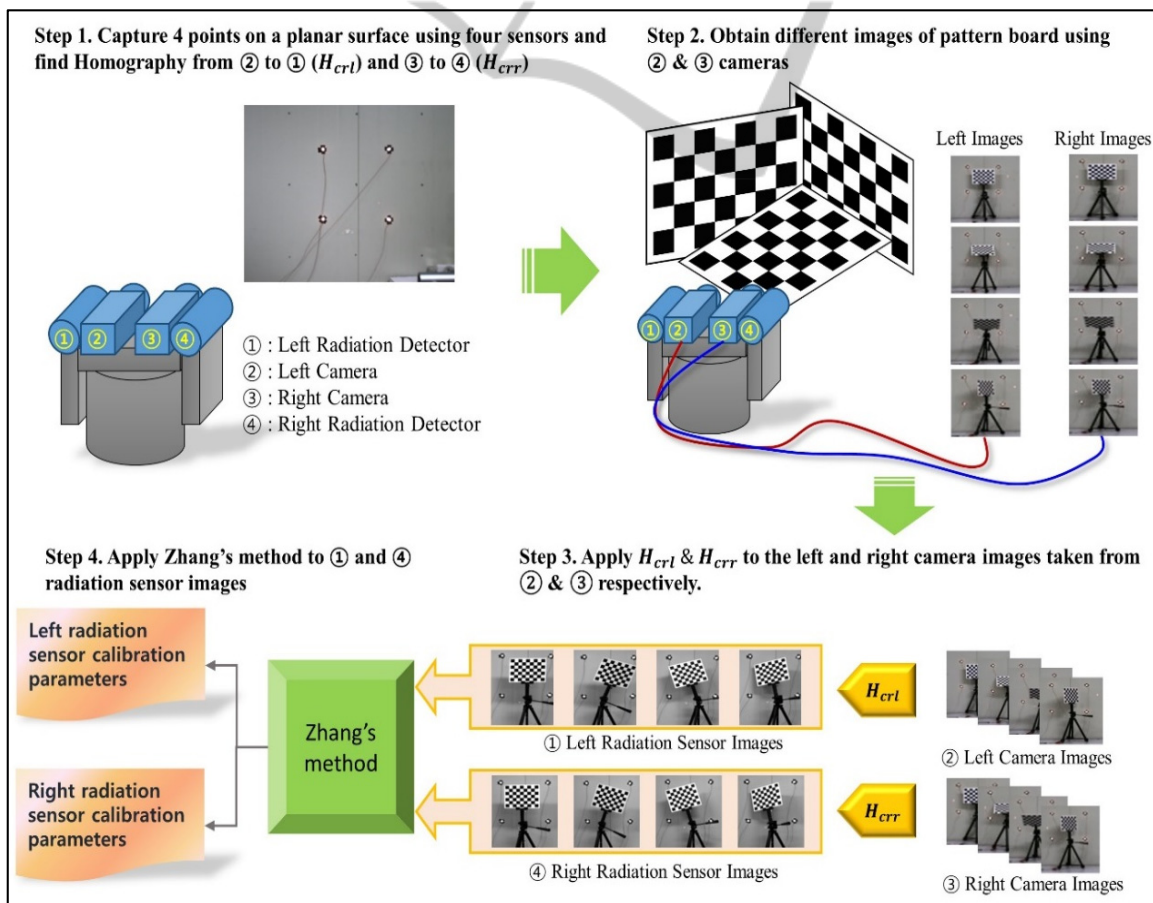 Step 1. Capture 4 points on a planar surface using four sensors and
find Homography from ② to ① (H_crl) and ③ to ④ (H_crr)
① ② ③ ④
① : Left Radiation Detector
② : Left Camera
③ : Right Camera
④ : Right Radiation Detector
Step 2. Obtain different images of pattern board using
② & ③ cameras
Left Images
Right Images
① ② ③ ④
Step 3. Apply H_crl & H_crr to the left and right camera images taken from
② & ③ respectively.
H_crl
② Left Camera Images
① Left Radiation Sensor Images
H_crr
③ Right Camera Images
④ Right Radiation Sensor Images
Step 4. Apply Zhang’s method to ① and ④
radiation sensor images
Zhang’s
method
Left radiation
sensor calibration
parameters
Right radiation
sensor calibration
parameters